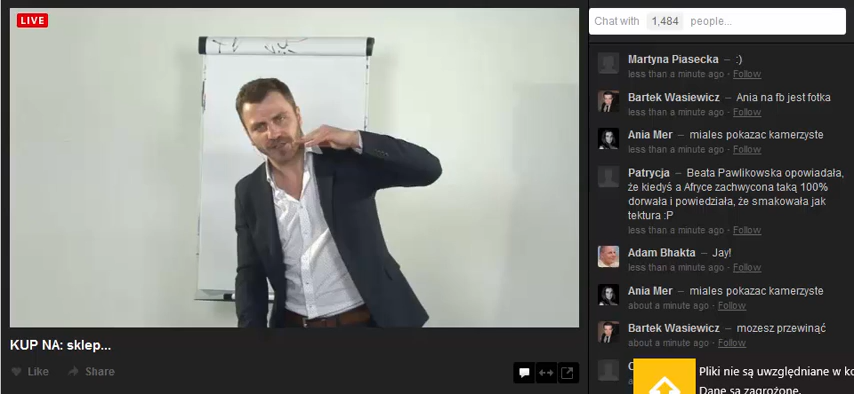 LIVE
Chat with 1,484 people...
Martyna Piasecka – :)
less than a minute ago · Follow
Bartek Wasiewicz – Ania na fb jest fotka
less than a minute ago · Follow
Ania Mer – miales pokazac kamerzyste
less than a minute ago · Follow
Patrycja – Beata Pawlikowska opowiadała,
że kiedyś a Afryce zachwycona taką 100%
dorwała i powiedziała, że smakowała jak
tektura :P
less than a minute ago · Follow
Adam Bhakta – Jay!
less than a minute ago · Follow
Ania Mer – miales pokazac kamerzyste
about a minute ago · Follow
Bartek Wasiewicz – mozesz przewinąć
about a minute ago · Follow
KUP NA: sklep...
Like Share
Pliki nie są uwzględniane w ko
Dane są zagrożone.